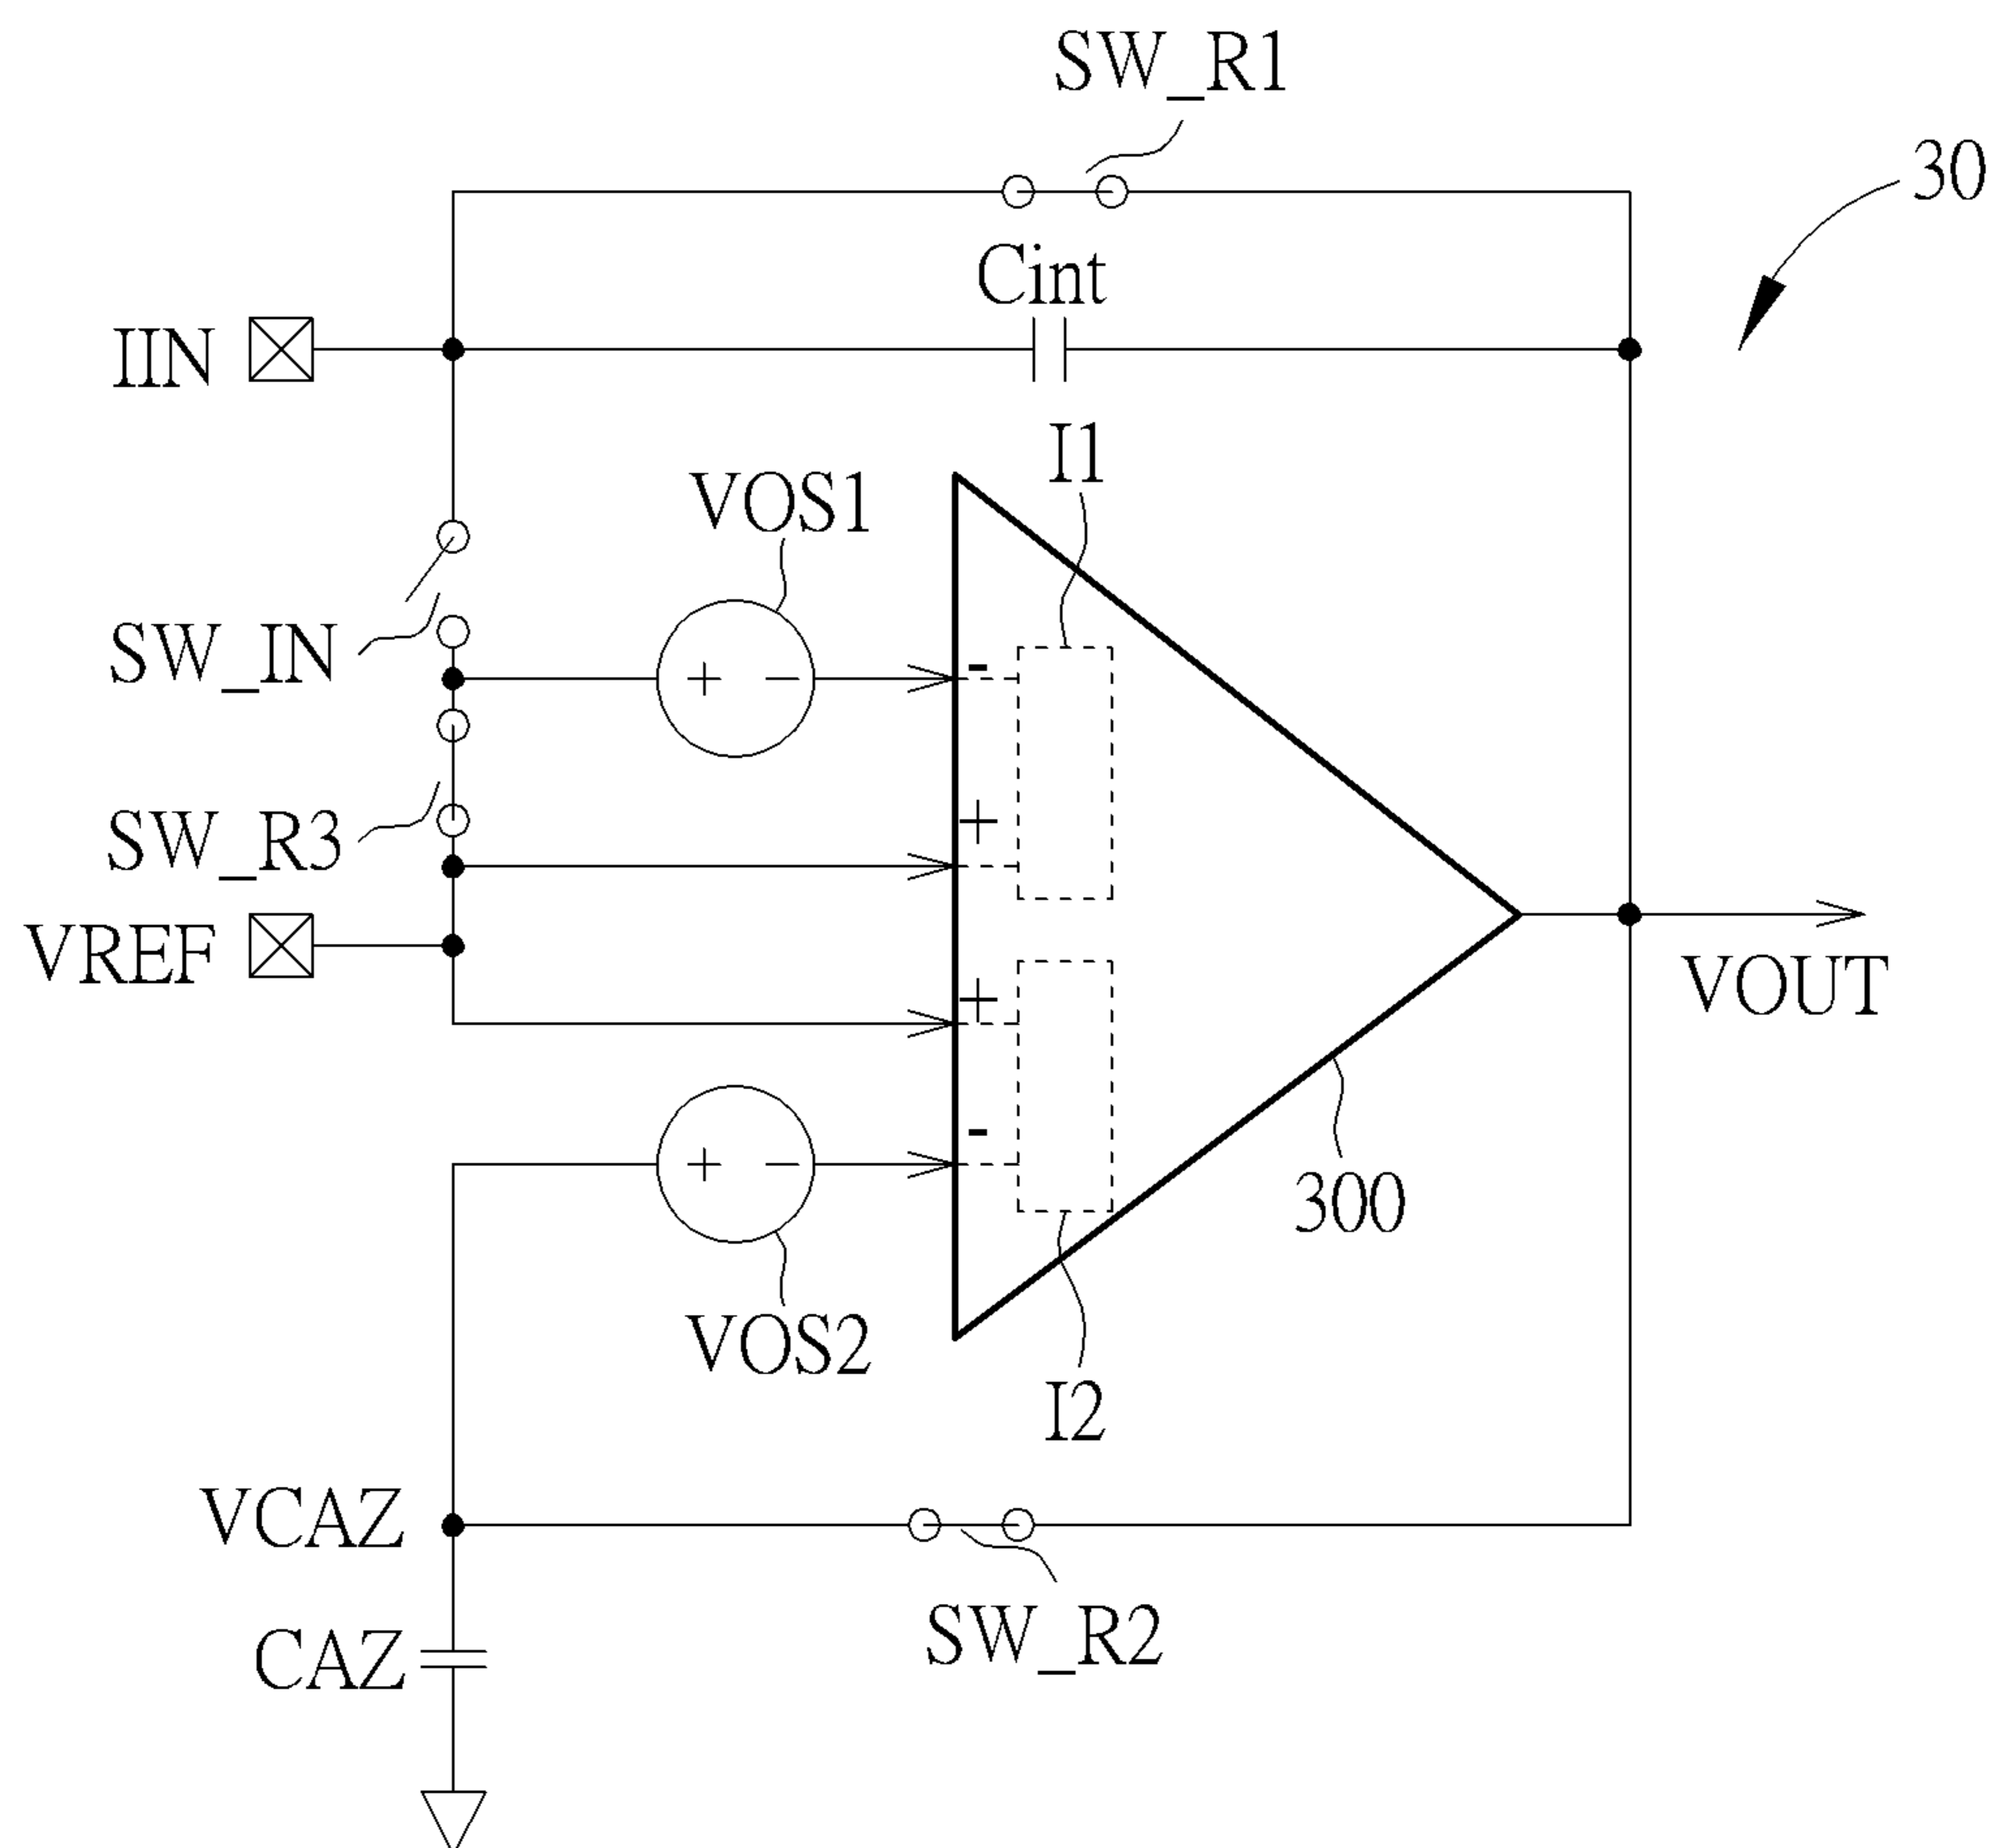 SW_R1
30
Cint
IIN
I1
VOS1
SW_IN
-
+
SW_R3
+
VREF
VOUT
+ -
-
300
VOS2
I2
VCAZ
SW_R2
CAZ